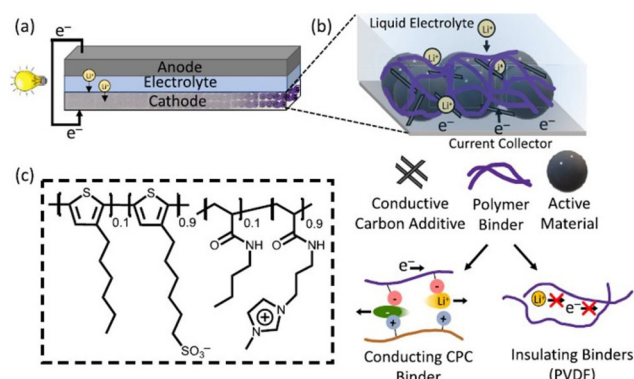 (a)
e⁻
Anode
Li⁺
Electrolyte
Li⁺
Cathode
e⁻
(b)
Liquid Electrolyte
Li⁺
Li⁺
Li⁺
Li⁺
e⁻
e⁻
e⁻
Current Collector
Conductive
Carbon Additive
Polymer
Binder
Active
Material
(c)
S
S
0.1
0.9
0.1
0.9
O
NH
O
NH
N
N
+
SO₃⁻
e⁻
-
-
Li⁺
+
+
Conducting CPC
Binder
Li⁺
e⁻
Insulating Binders
(PVDF)